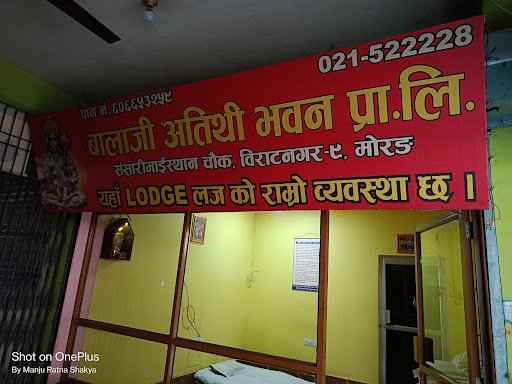 पान नं. ६०६६५३२५९
021-522228
बालाजी अतिथी भवन प्रा.लि.
संसारीमाईस्थान चौक, विराटनगर-९, मोरङ
यहाँ LODGE लज को राम्रो व्यवस्था छ ।
Shot on OnePlus
By Manju Ratna Shakya